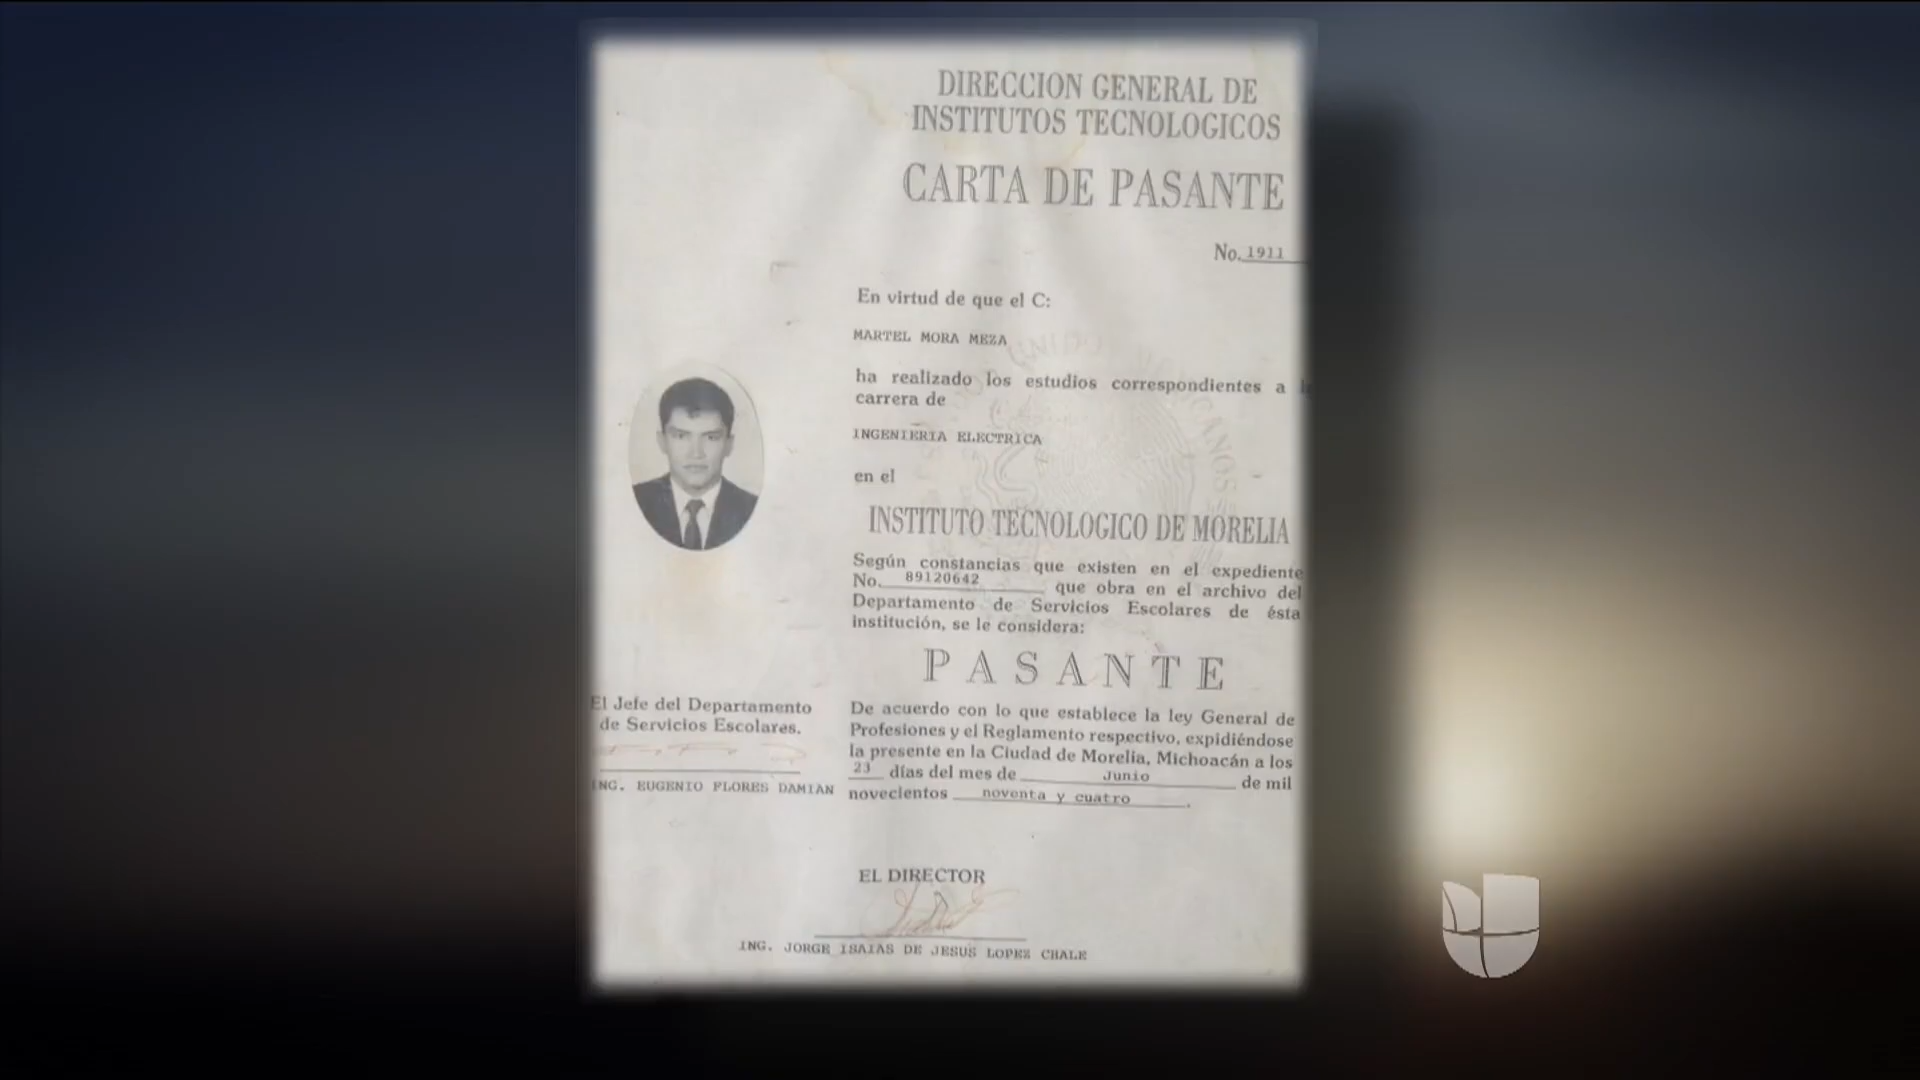 DIRECCION GENERAL DE
INSTITUTOS TECNOLOGICOS
CARTA DE PASANTE
No. 1911
En virtud de que el C:
MARTEL MORA MEZA
ha realizado los estudios correspondientes a
carrera de
INGENIERIA ELECTRICA
en el
INSTITUTO TECNOLOGICO DE MORELIA
Según constancias que existen en el expediente
No. 89120642 que obra en el archivo del
Departamento de Servicios Escolares de ésta
institución, se le considera:
PASANTE
De acuerdo con lo que establece la ley General de
Profesiones y el Reglamento respectivo, expidiéndose
la presente en la Ciudad de Morelia, Michoacán a los
23 días del mes de Junio de mil
novecientos noventa y cuatro.
El Jefe del Departamento
de Servicios Escolares.
ING. EUGENIO FLORES DAMIAN
EL DIRECTOR
ING. JORGE ISAIAS DE JESUS LOPEZ CHALE